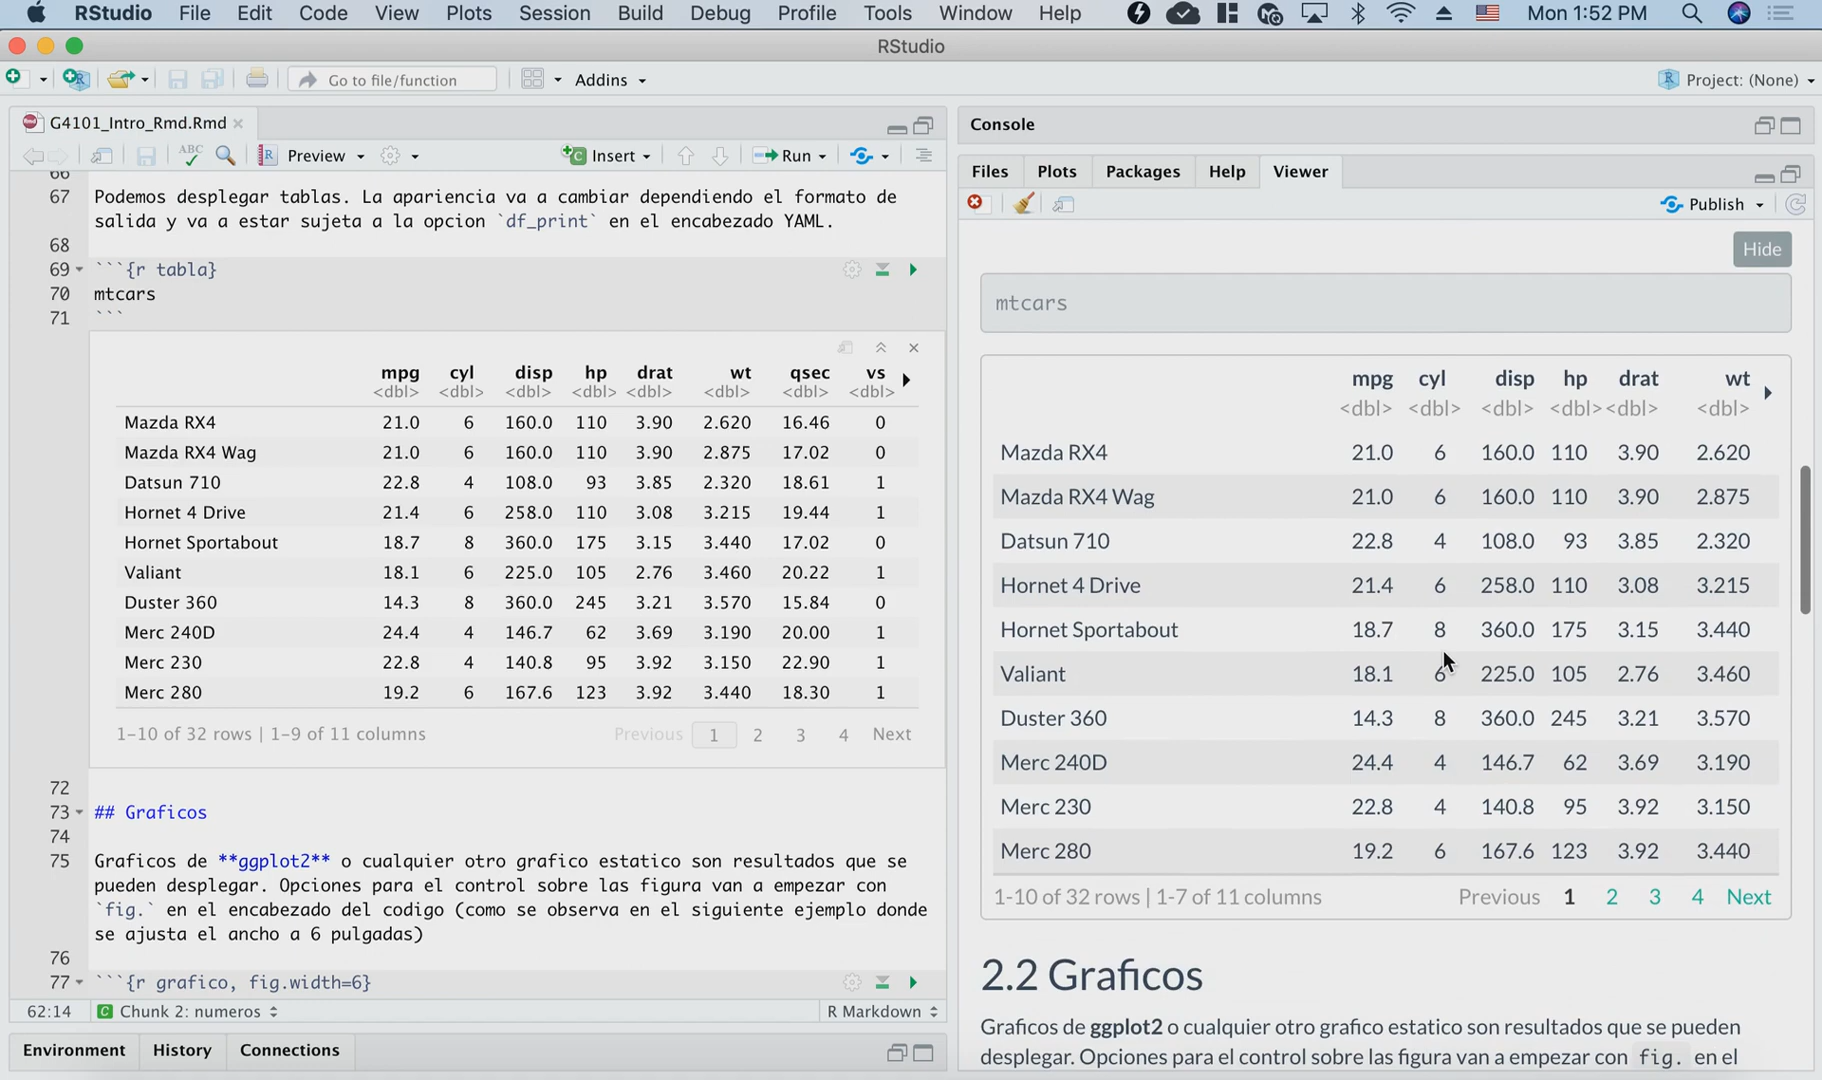 RStudio File Edit Code View Plots Session Build Debug Profile Tools Window Help Mon 1:52 PM
RStudio
Go to file/function Addins Project: (None)
G4101_Intro_Rmd.Rmd
ABC Preview Insert Run
66
67 Podemos desplegar tablas. La apariencia va a cambiar dependiendo el formato de
salida y va a estar sujeta a la opcion `df_print` en el encabezado YAML.
68
69 ```{r tabla}
70 mtcars
71 ```
mpg cyl disp hp drat wt qsec vs
<dbl> <dbl> <dbl> <dbl> <dbl> <dbl> <dbl> <dbl>
Mazda RX4 21.0 6 160.0 110 3.90 2.620 16.46 0
Mazda RX4 Wag 21.0 6 160.0 110 3.90 2.875 17.02 0
Datsun 710 22.8 4 108.0 93 3.85 2.320 18.61 1
Hornet 4 Drive 21.4 6 258.0 110 3.08 3.215 19.44 1
Hornet Sportabout 18.7 8 360.0 175 3.15 3.440 17.02 0
Valiant 18.1 6 225.0 105 2.76 3.460 20.22 1
Duster 360 14.3 8 360.0 245 3.21 3.570 15.84 0
Merc 240D 24.4 4 146.7 62 3.69 3.190 20.00 1
Merc 230 22.8 4 140.8 95 3.92 3.150 22.90 1
Merc 280 19.2 6 167.6 123 3.92 3.440 18.30 1
1-10 of 32 rows | 1-9 of 11 columns Previous 1 2 3 4 Next
72
73 ## Graficos
74
75 Graficos de **ggplot2** o cualquier otro grafico estatico son resultados que se
pueden desplegar. Opciones para el control sobre las figura van a empezar con
`fig.` en el encabezado del codigo (como se observa en el siguiente ejemplo donde
se ajusta el ancho a 6 pulgadas)
76
77 ```{r grafico, fig.width=6}
62:14 Chunk 2: numeros R Markdown
Environment History Connections
Console
Files Plots Packages Help Viewer
Publish
Hide
mtcars
mpg cyl disp hp drat wt
<dbl> <dbl> <dbl> <dbl> <dbl> <dbl>
Mazda RX4 21.0 6 160.0 110 3.90 2.620
Mazda RX4 Wag 21.0 6 160.0 110 3.90 2.875
Datsun 710 22.8 4 108.0 93 3.85 2.320
Hornet 4 Drive 21.4 6 258.0 110 3.08 3.215
Hornet Sportabout 18.7 8 360.0 175 3.15 3.440
Valiant 18.1 6 225.0 105 2.76 3.460
Duster 360 14.3 8 360.0 245 3.21 3.570
Merc 240D 24.4 4 146.7 62 3.69 3.190
Merc 230 22.8 4 140.8 95 3.92 3.150
Merc 280 19.2 6 167.6 123 3.92 3.440
1-10 of 32 rows | 1-7 of 11 columns Previous 1 2 3 4 Next
2.2 Graficos
Graficos de ggplot2 o cualquier otro grafico estatico son resultados que se pueden
desplegar. Opciones para el control sobre las figura van a empezar con fig. en el